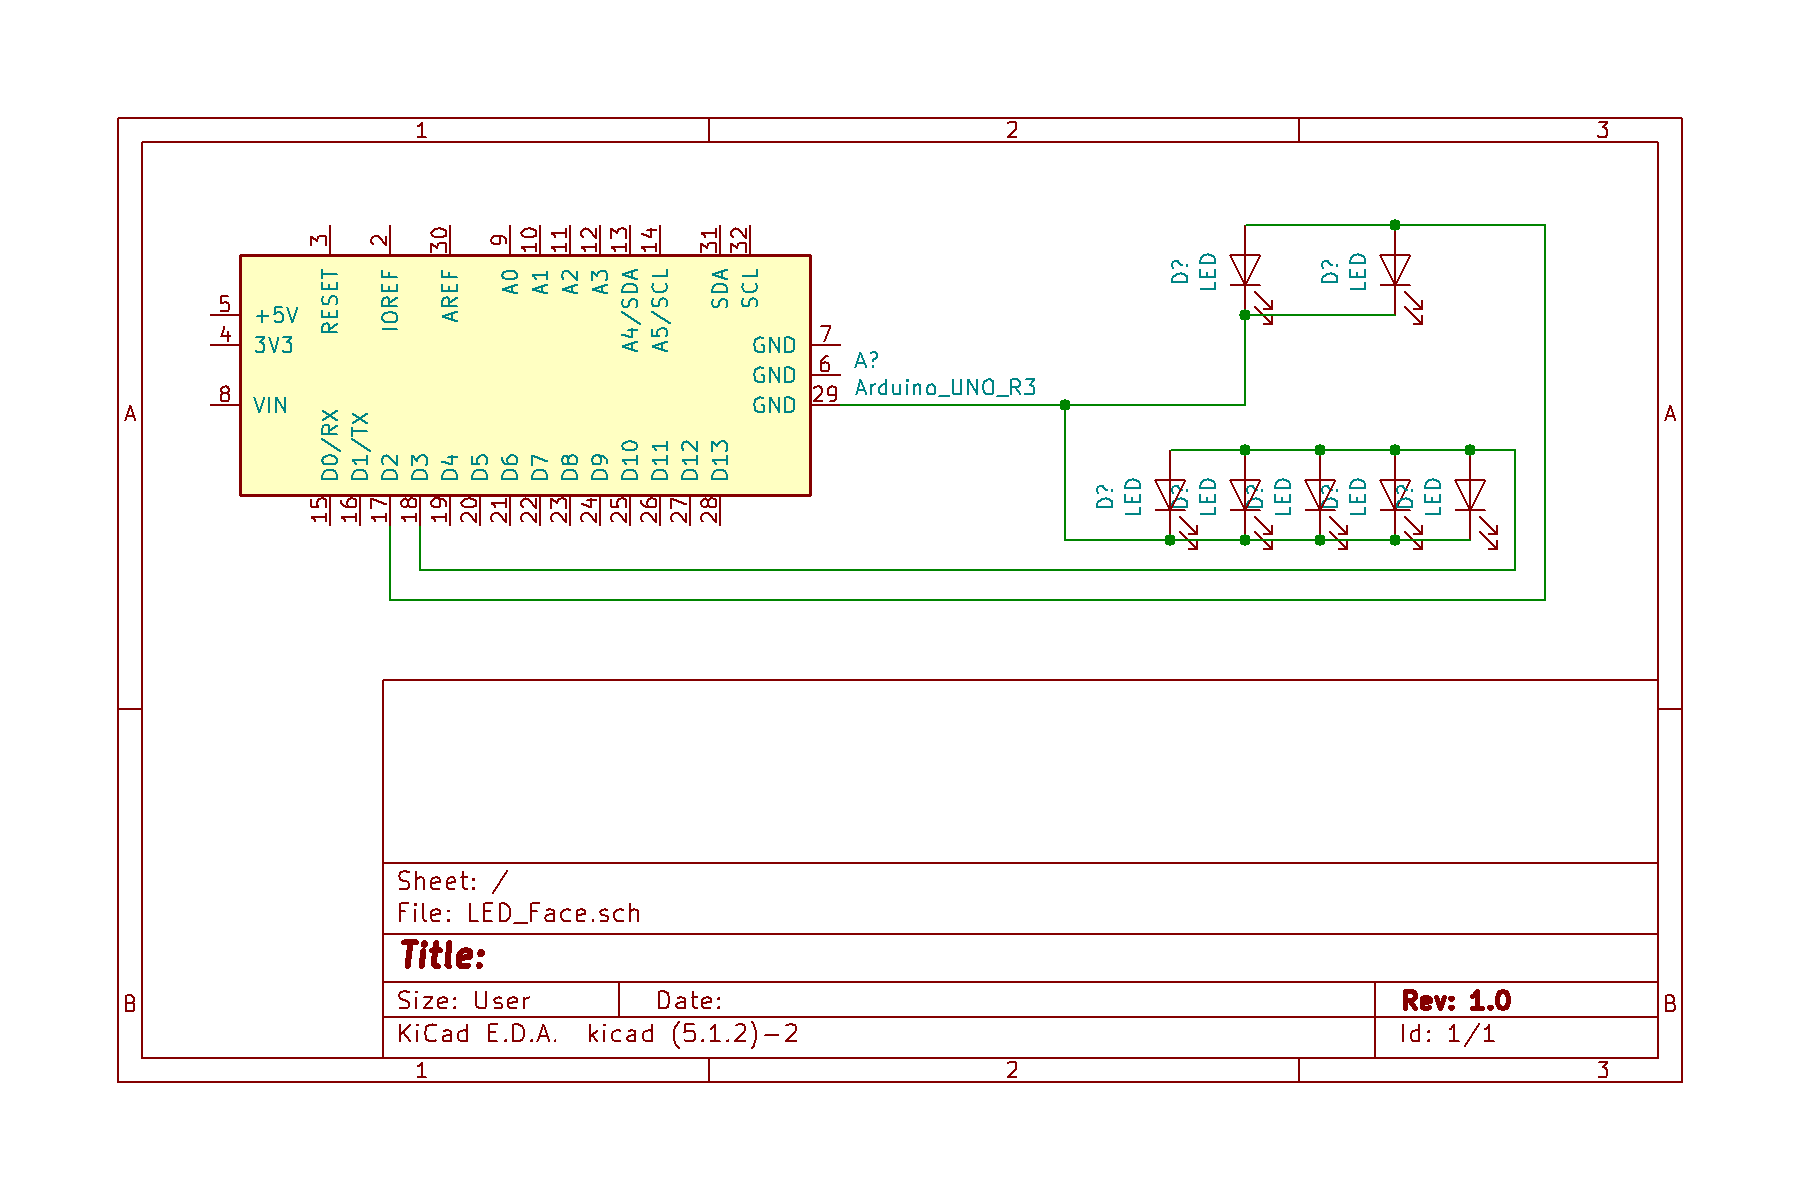 1 2 3
3 2 30 9 10 11 12 13 14 31 32
RESET IOREF AREF A0 A1 A2 A3 A4/SDA A5/SCL SDA SCL
5 +5V
4 3V3
8 VIN
GND 7
GND 6
GND 29
A?
Arduino_UNO_R3
D0/RX D1/TX D2 D3 D4 D5 D6 D7 D8 D9 D10 D11 D12 D13
15 16 17 18 19 20 21 22 23 24 25 26 27 28
D? LED D? LED
D? LED D? LED D? LED D? LED D? LED
A A
Sheet: /
File: LED_Face.sch
Title:
Size: User Date: Rev: 1.0
KiCad E.D.A. kicad (5.1.2)-2 Id: 1/1
B B
1 2 3